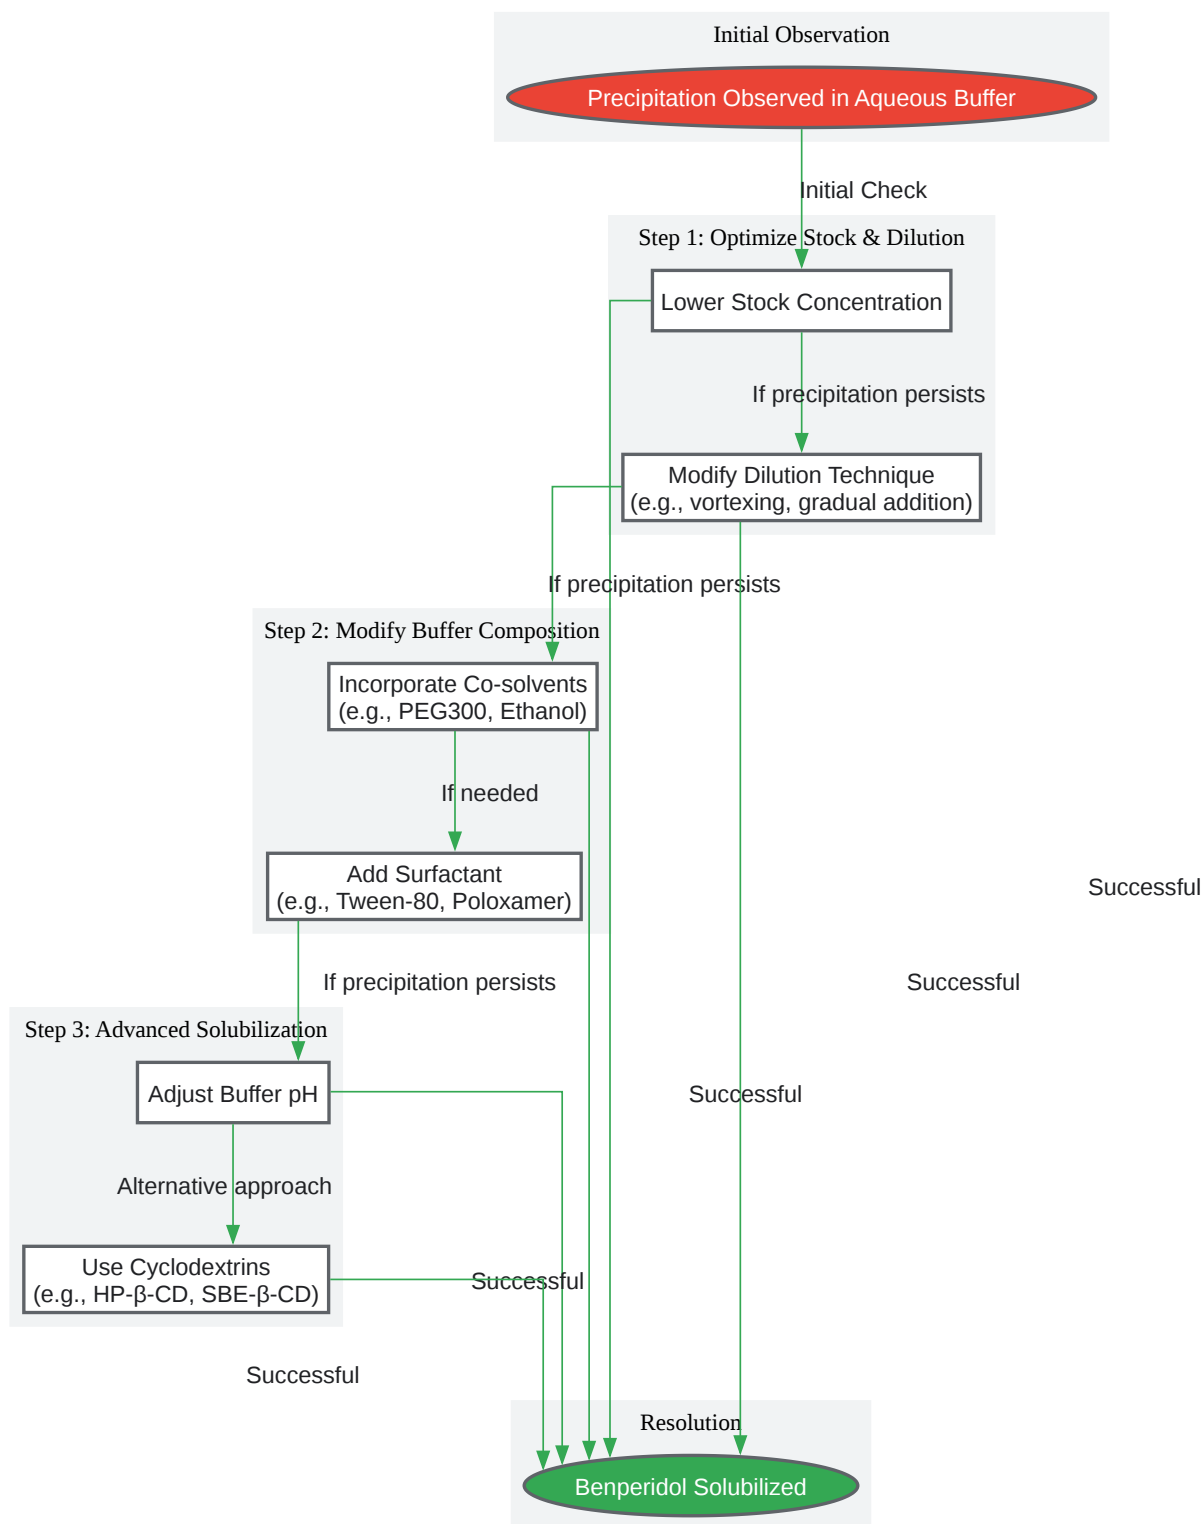 Initial Observation
Precipitation Observed in Aqueous Buffer
Initial Check
Step 1: Optimize Stock & Dilution
Lower Stock Concentration
If precipitation persists
Modify Dilution Technique
(e.g., vortexing, gradual addition)
If precipitation persists
Step 2: Modify Buffer Composition
Incorporate Co-solvents
(e.g., PEG300, Ethanol)
If needed
Add Surfactant
(e.g., Tween-80, Poloxamer)
Successful
If precipitation persists
Successful
Step 3: Advanced Solubilization
Adjust Buffer pH
Successful
Alternative approach
Use Cyclodextrins
(e.g., HP-β-CD, SBE-β-CD)
Successful
Successful
Resolution
Benperidol Solubilized